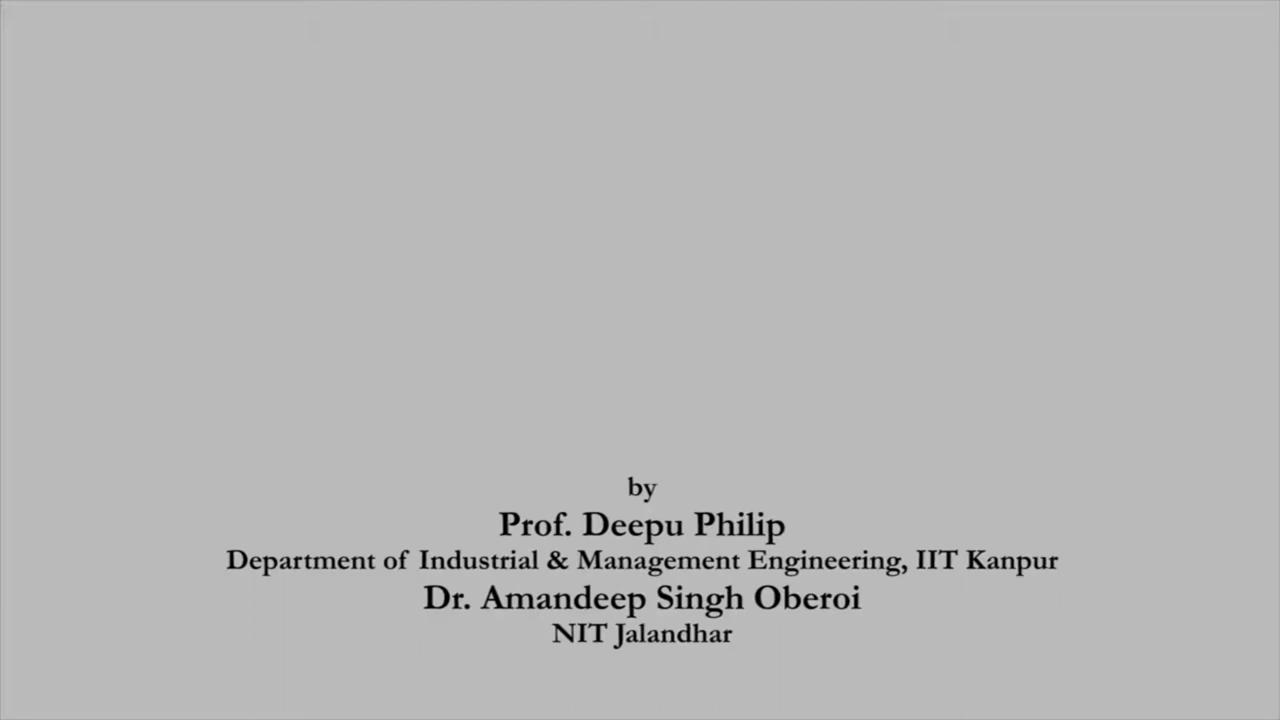 by
Prof. Deepu Philip
Department of Industrial & Management Engineering, IIT Kanpur
Dr. Amandeep Singh Oberoi
NIT Jalandhar